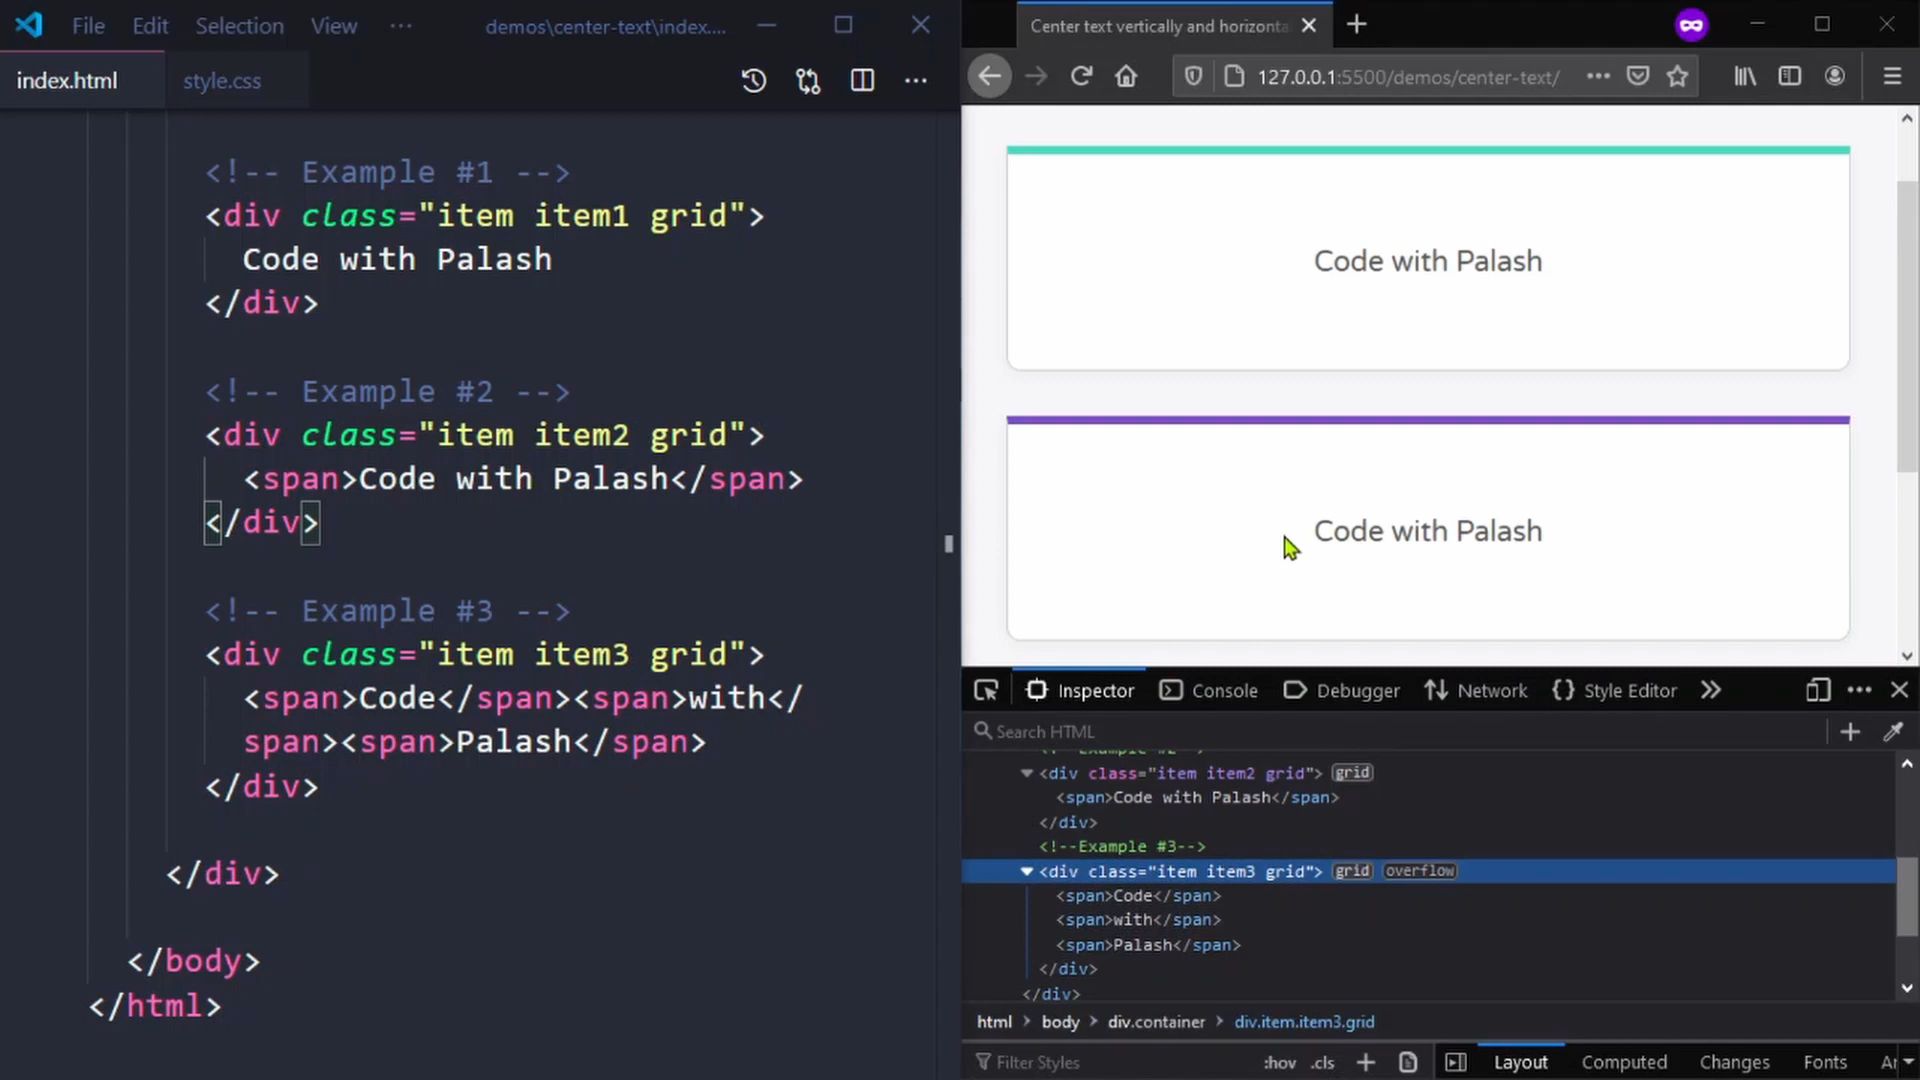 File Edit Selection View ··· demos\center-text\index....
index.html style.css
<!-- Example #1 -->
<div class="item item1 grid">
Code with Palash
</div>
<!-- Example #2 -->
<div class="item item2 grid">
<span>Code with Palash</span>
</div>
<!-- Example #3 -->
<div class="item item3 grid">
<span>Code</span><span>with</
span><span>Palash</span>
</div>
</div>
</body>
</html>
Center text vertically and horizonta
127.0.0.1:5500/demos/center-text/
Code with Palash
Code with Palash
Inspector Console Debugger Network Style Editor
Search HTML
<!--Example #2-->
<div class="item item2 grid"> grid
<span>Code with Palash</span>
</div>
<!--Example #3-->
<div class="item item3 grid"> grid overflow
<span>Code</span>
<span>with</span>
<span>Palash</span>
</div>
</div>
html > body > div.container > div.item.item3.grid
Filter Styles :hov .cls + Layout Computed Changes Fonts